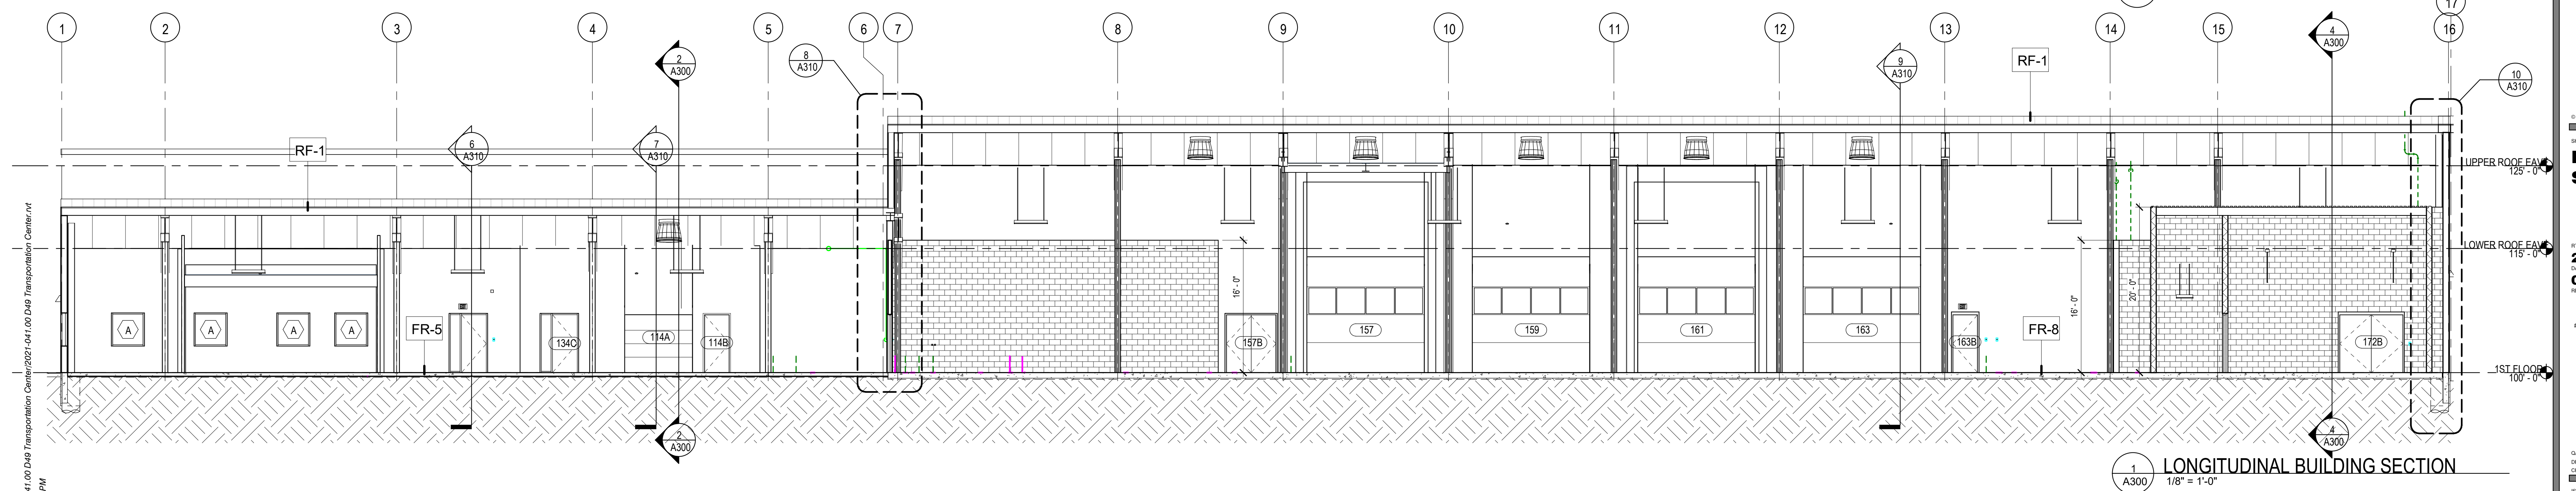 1
2
3
4
5
6
7
8
9
10
11
12
13
14
15
16
17
8
A310
2
A300
6
A310
7
A310
9
A310
4
A300
10
A310
RF-1
RF-1
UPPER ROOF EAVE
125' - 0"
LOWER ROOF EAVE
115' - 0"
1ST FLOOR
100' - 0"
16' - 0"
16' - 0"
20' - 0"
A
A
A
A
FR-5
134C
114A
114B
157B
157
159
161
163
163B
FR-8
172B
2
A300
4
A300
1
A300
LONGITUDINAL BUILDING SECTION
1/8" = 1'-0"
41.00 D49 Transportation Center/2021-041.00 D49 Transportation Center.rvt
PM